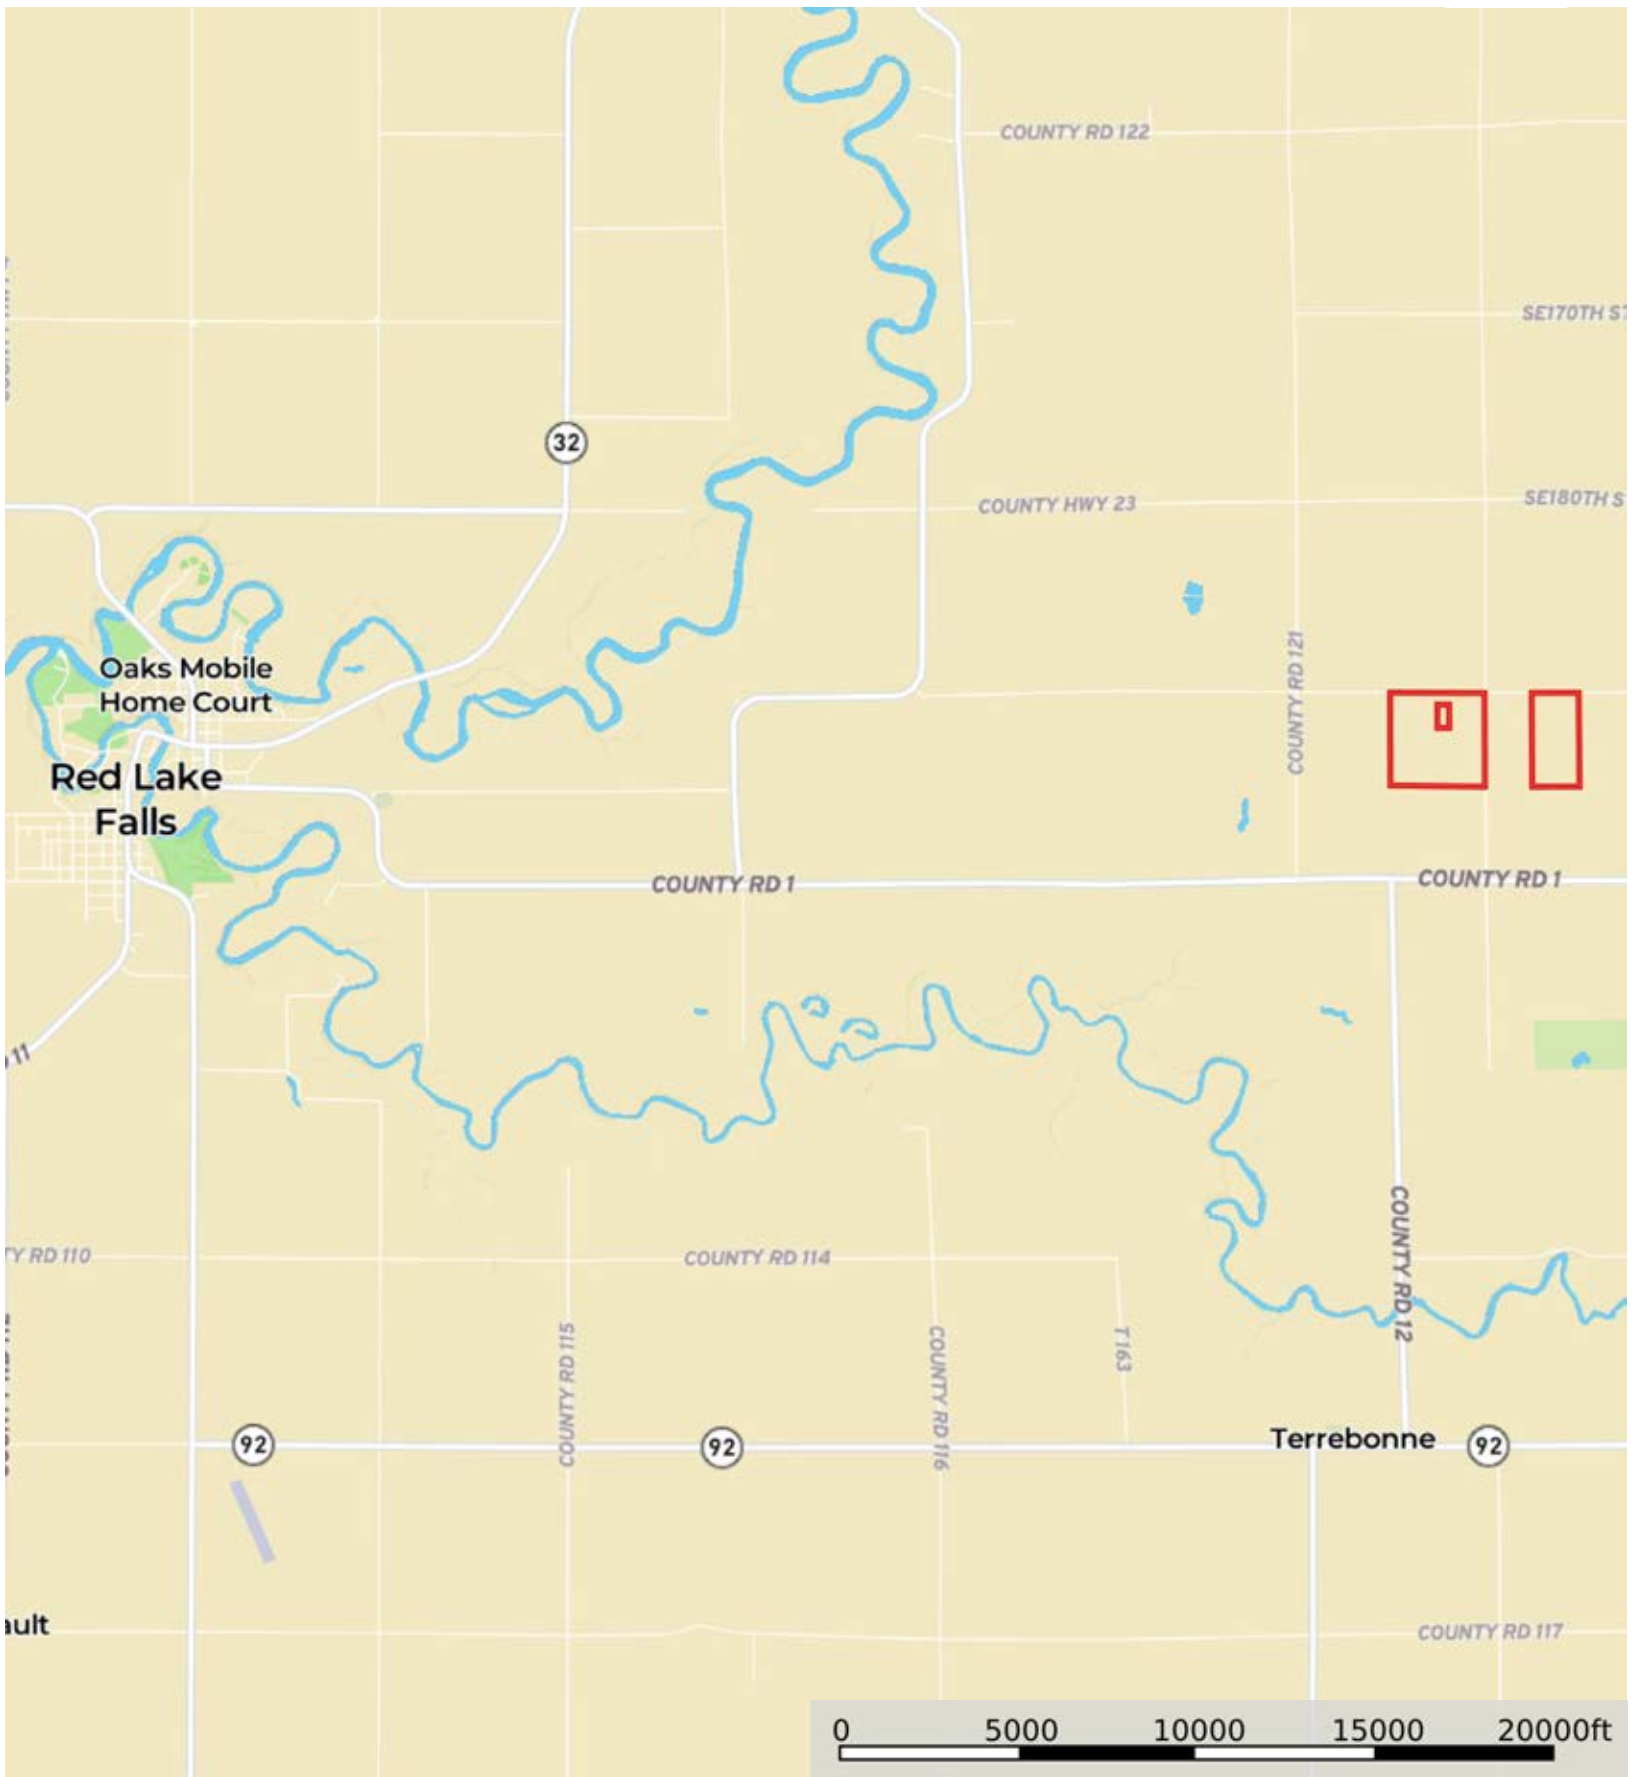 COUNTY RD 122
SE170TH ST
32
COUNTY HWY 23
SE180TH S
COUNTY RD 121
Oaks Mobile
Home Court
Red Lake
Falls
COUNTY RD 1
COUNTY RD 1
11
TY RD 110
COUNTY RD 114
COUNTY RD 12
COUNTY RD 115
COUNTY RD 116
T 163
92
92
Terrebonne
92
ault
COUNTY RD 117
0 5000 10000 15000 20000ft